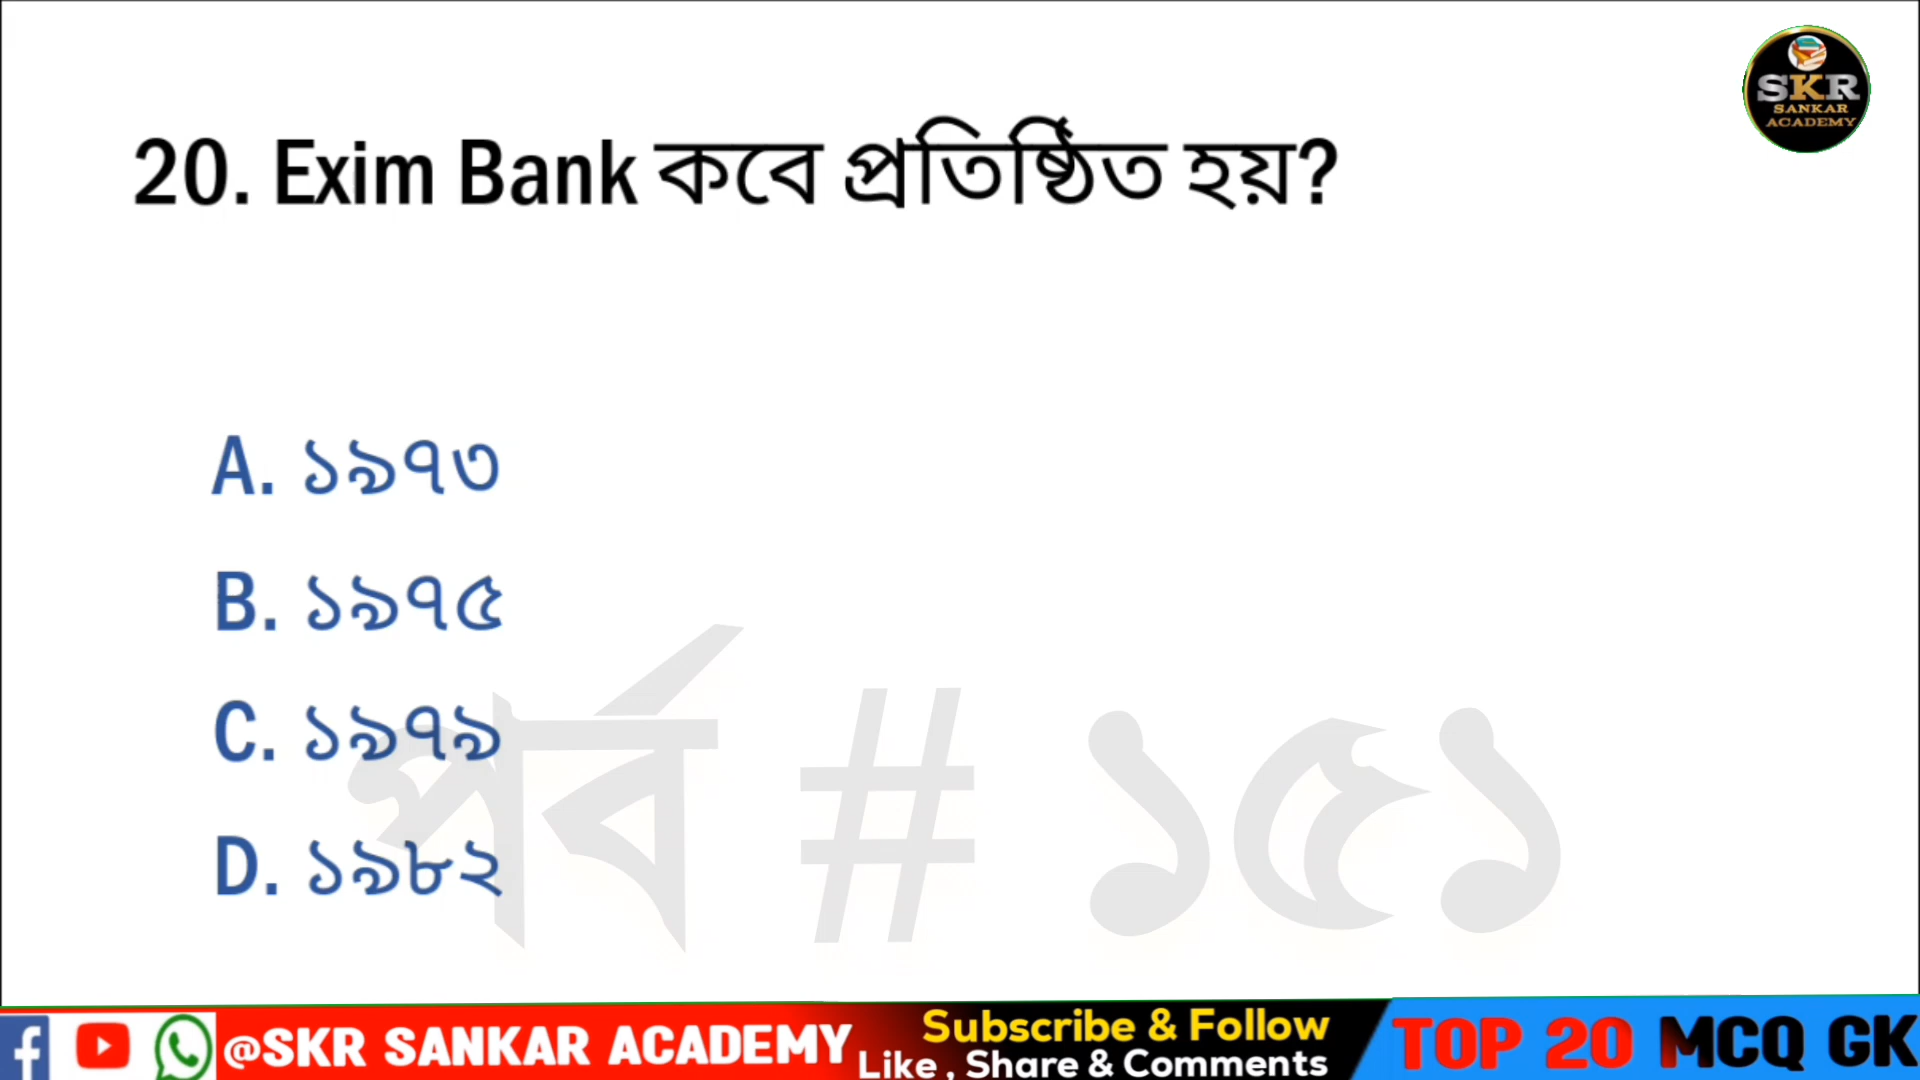 SKR
SANKAR
ACADEMY
20. Exim Bank কবে প্রতিষ্ঠিত হয়?
A. ১৯৭৩
B. ১৯৭৫
C. ১৯৭৯
D. ১৯৮২
পর্ব # ১৫১
@SKR SANKAR ACADEMY
Subscribe & Follow
Like , Share & Comments
TOP 20 MCQ GK